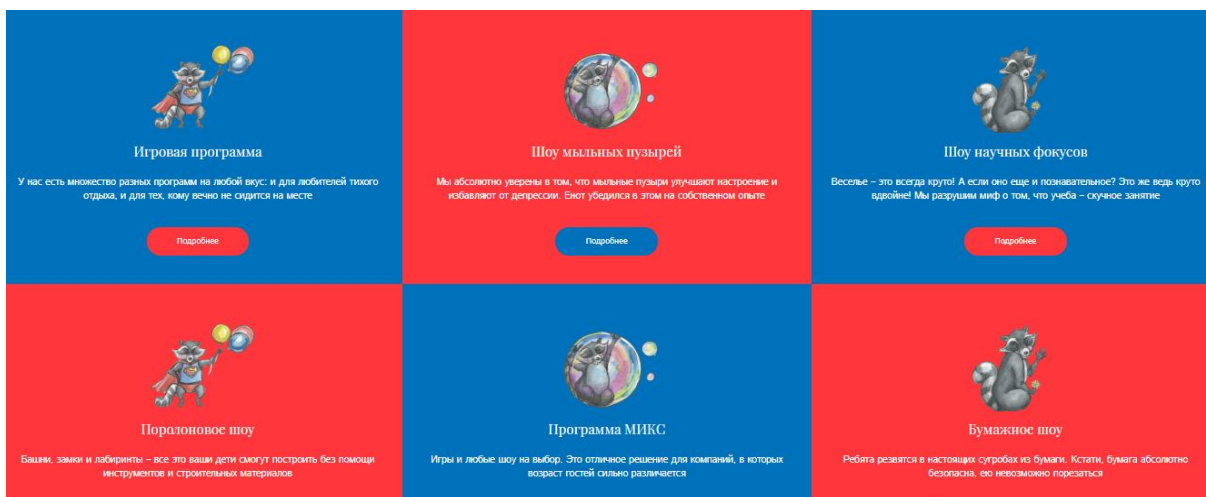 Игровая программа
У нас есть множество разных программ на любой вкус: и для любителей тихого
отдыха, и для тех, кому вечно не сидится на месте
Подробнее
Шоу мыльных пузырей
Мы абсолютно уверены в том, что мыльные пузыри улучшают настроение и
избавляют от депрессии. Енот убедился в этом на собственном опыте
Подробнее
Шоу научных фокусов
Веселье – это всегда круто! А если оно еще и познавательное? Это же ведь круто
вдвойне! Мы разрушим миф о том, что учеба – скучное занятие
Подробнее
Поролоновое шоу
Башни, замки и лабиринты – все это ваши дети смогут построить без помощи
инструментов и строительных материалов
Программа МИКС
Игры и любые шоу на выбор. Это отличное решение для компаний, в которых
возраст гостей сильно различается
Бумажное шоу
Ребята резвятся в настоящих сугробах из бумаги. Кстати, бумага абсолютно
безопасна, ею невозможно порезаться